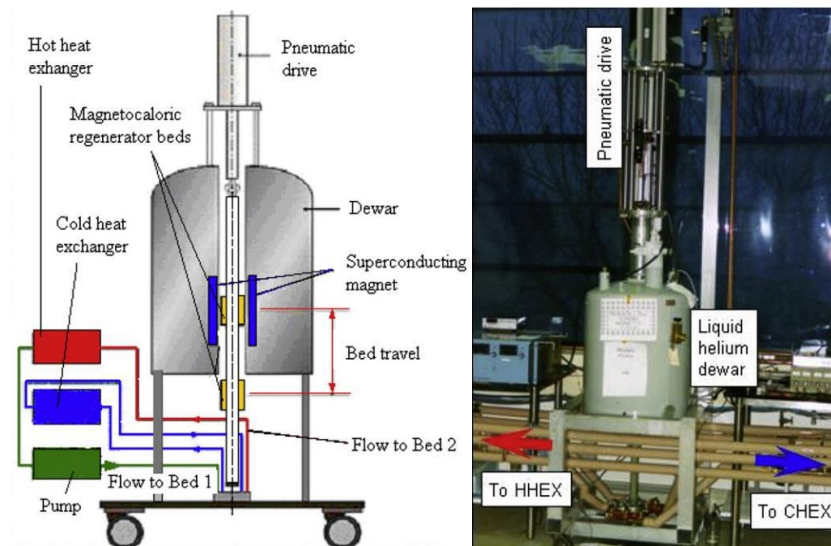 Hot heat
exhanger
Pneumatic
drive
Magnetocaloric
regenerator beds
Dewar
Cold heat
exchanger
Superconducting
magnet
Bed travel
Flow to Bed 2
Flow to Bed 1
Pump
Pneumatic drive
Liquid
helium
dewar
To HHEX
To CHEX